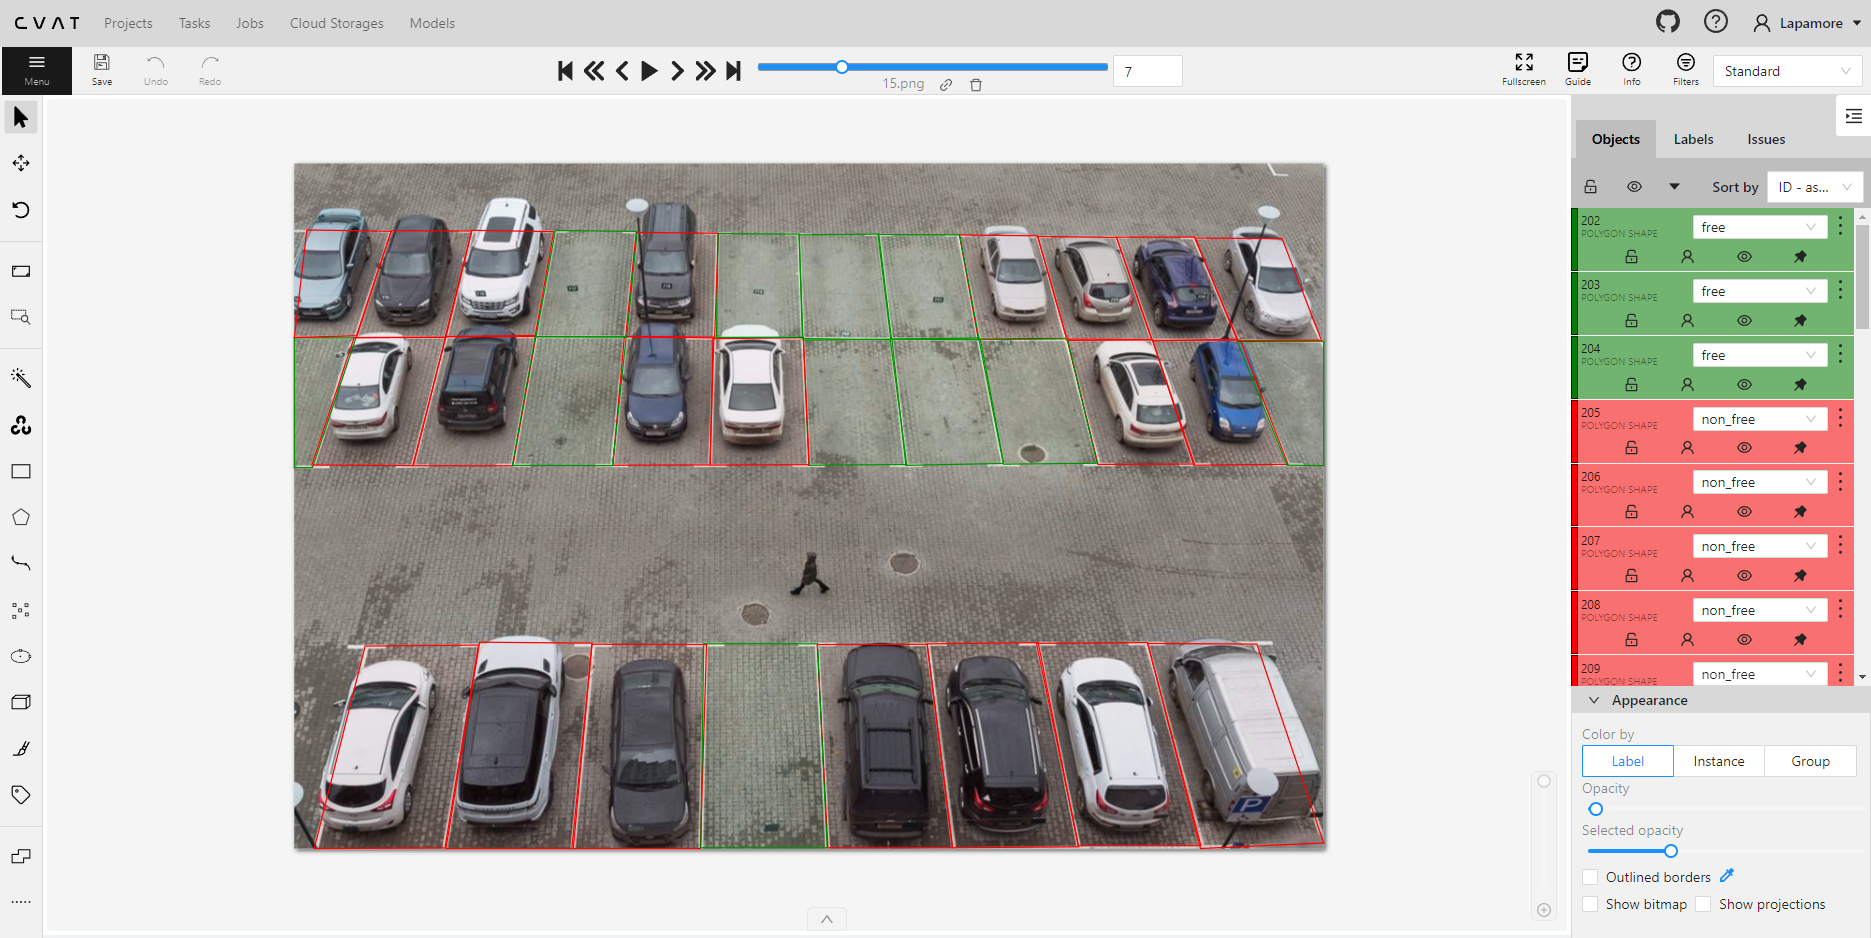 CVAT Projects Tasks Jobs Cloud Storages Models Lapamore
Menu Save Undo Redo 15.png 7 Fullscreen Guide Info Filters Standard
Objects Labels Issues
Sort by ID - as...
202 free
POLYGON SHAPE
203 free
POLYGON SHAPE
204 free
POLYGON SHAPE
205 non_free
POLYGON SHAPE
206 non_free
POLYGON SHAPE
207 non_free
POLYGON SHAPE
208 non_free
POLYGON SHAPE
209 non_free
POLYGON SHAPE
Appearance
Color by
Label Instance Group
Opacity
Selected opacity
Outlined borders
Show bitmap Show projections
P